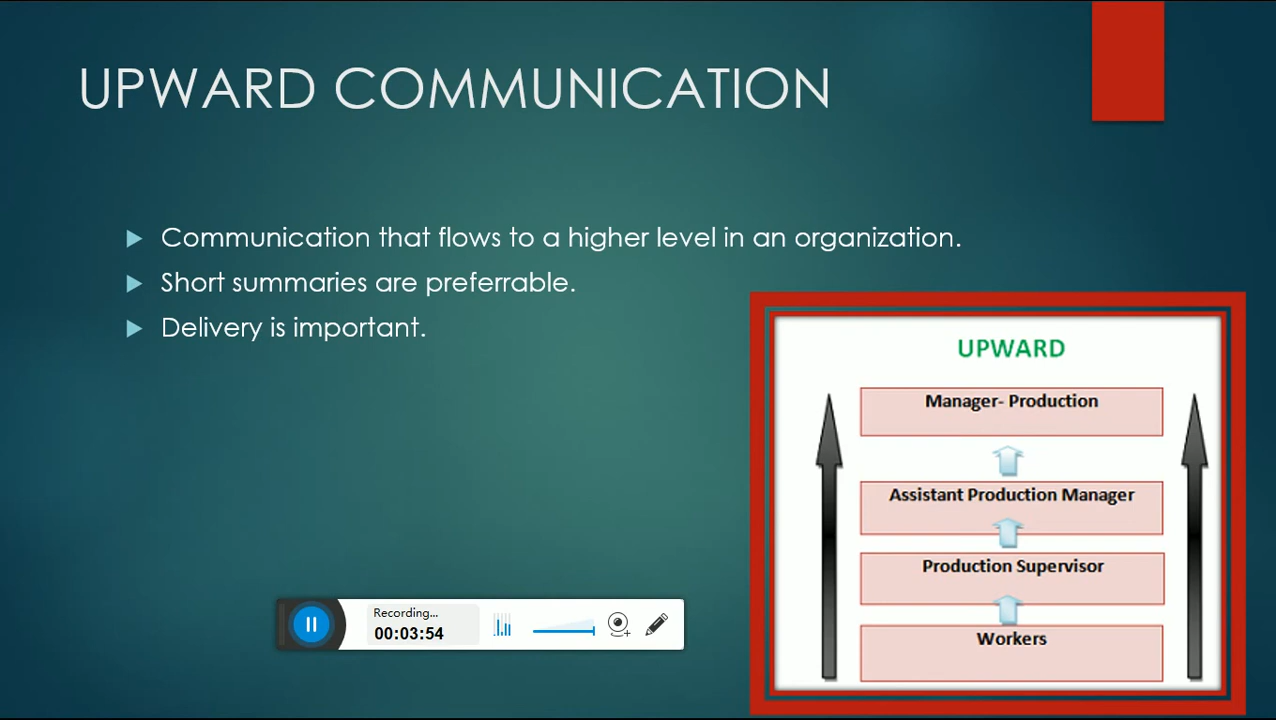 UPWARD COMMUNICATION
Communication that flows to a higher level in an organization.
Short summaries are preferrable.
Delivery is important.
UPWARD
Manager- Production
Assistant Production Manager
Production Supervisor
Workers
Recording...
00:03:54